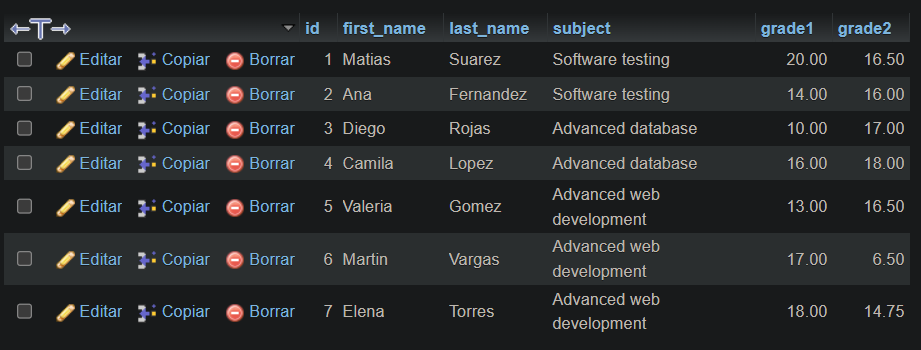 id first_name last_name subject grade1 grade2
Editar Copiar Borrar 1 Matias Suarez Software testing 20.00 16.50
Editar Copiar Borrar 2 Ana Fernandez Software testing 14.00 16.00
Editar Copiar Borrar 3 Diego Rojas Advanced database 10.00 17.00
Editar Copiar Borrar 4 Camila Lopez Advanced database 16.00 18.00
Editar Copiar Borrar 5 Valeria Gomez Advanced web development 13.00 16.50
Editar Copiar Borrar 6 Martin Vargas Advanced web development 17.00 6.50
Editar Copiar Borrar 7 Elena Torres Advanced web development 18.00 14.75